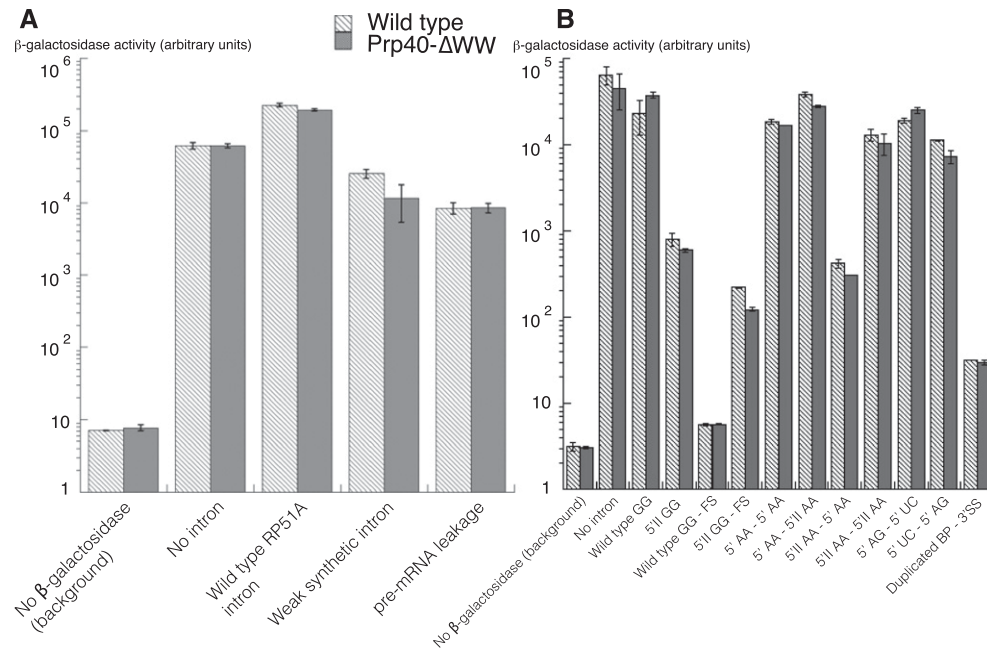 A
Wild type
Prp40-ΔWW
B
β-galactosidase activity (arbitrary units)
β-galactosidase activity (arbitrary units)
10 6
10 5
10 4
10 3
10 2
10
1
No β-galactosidase
(background)
No intron
Wild type RP51A
intron
Weak synthetic intron
pre-mRNA leakage
10 5
10 4
10 3
10 2
10
1
No β-galactosidase (background)
No intron
Wild type GG
5'II GG
Wild type GG - FS
5'II GG - FS
5' AA - 5' AA
5' AA - 5'II AA
5'II AA - 5' AA
5'II AA - 5'II AA
5' AG - 5' UC
5' UC - 5' AG
Duplicated BP - 3'SS